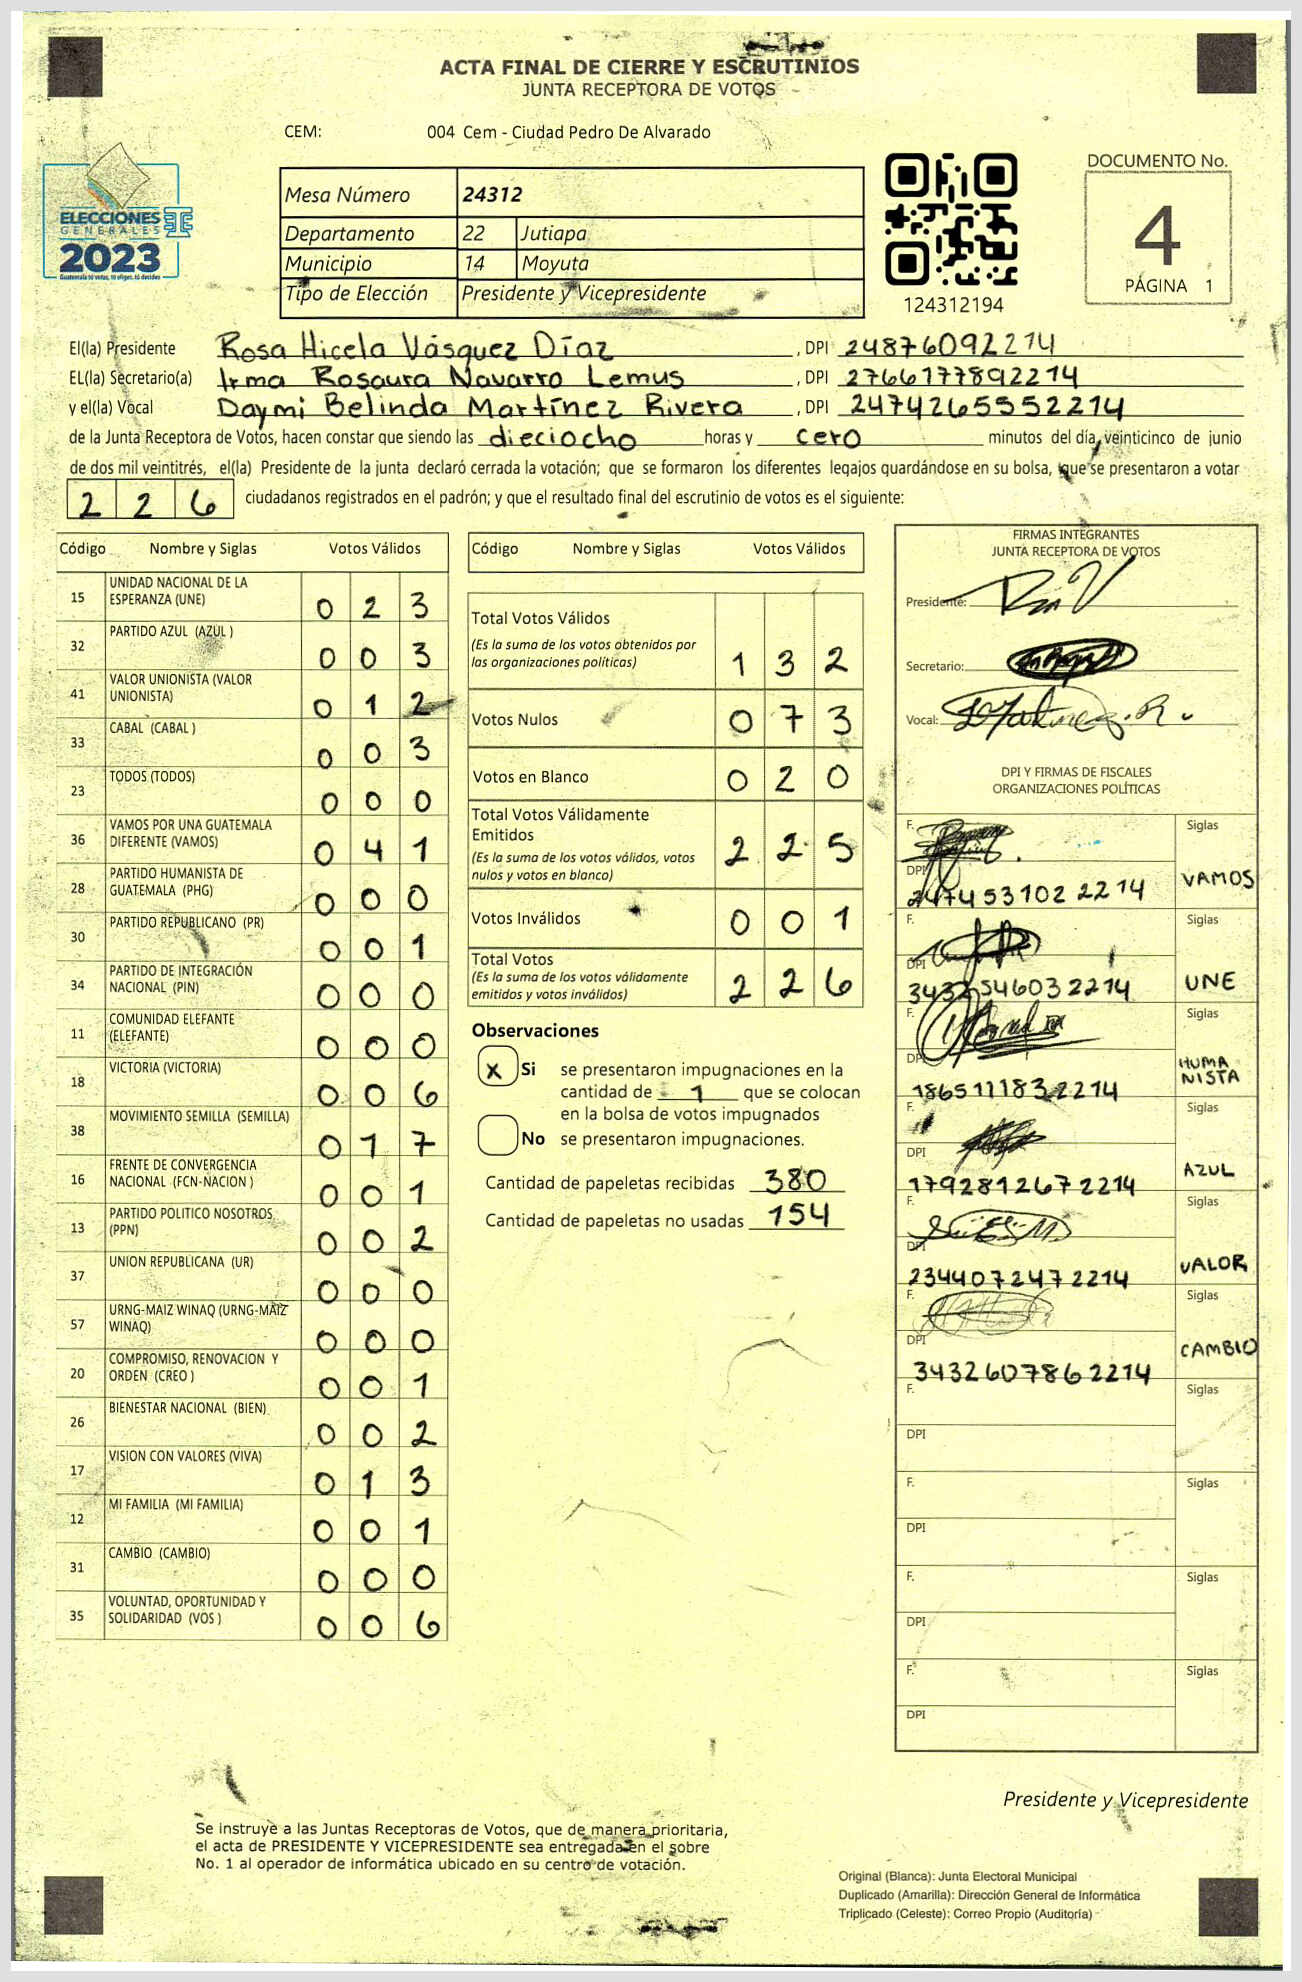 ACTA FINAL DE CIERRE Y ESCRUTINIOS
JUNTA RECEPTORA DE VOTOS
CEM: 004 Cem - Ciudad Pedro De Alvarado
ELECCIONES
GENERALES
2023
Guatemala tú votas, tú eliges, tú decides
Mesa Número 24312
Departamento 22 Jutiapa
Municipio 14 Moyuta
Tipo de Elección Presidente y Vicepresidente
124312194
DOCUMENTO No.
4
PÁGINA 1
El(la) Presidente Rosa Hicela Vásquez Díaz , DPI 24876092214
EL(la) Secretario(a) Irma Rosaura Navarro Lemus , DPI 2766177892214
y el(la) Vocal Daymi Belinda Martínez Rivera , DPI 2474265552214
de la Junta Receptora de Votos, hacen constar que siendo las dieciocho horas y cero minutos del día, veinticinco de junio
de dos mil veintitrés, el(la) Presidente de la junta declaró cerrada la votación; que se formaron los diferentes legajos guardándose en su bolsa, que se presentaron a votar
226 ciudadanos registrados en el padrón; y que el resultado final del escrutinio de votos es el siguiente:
Código Nombre y Siglas Votos Válidos
15 UNIDAD NACIONAL DE LA ESPERANZA (UNE) 0 2 3
32 PARTIDO AZUL (AZUL ) 0 0 3
41 VALOR UNIONISTA (VALOR UNIONISTA) 0 1 2
33 CABAL (CABAL ) 0 0 3
23 TODOS (TODOS) 0 0 0
36 VAMOS POR UNA GUATEMALA DIFERENTE (VAMOS) 0 4 1
28 PARTIDO HUMANISTA DE GUATEMALA (PHG) 0 0 0
30 PARTIDO REPUBLICANO (PR) 0 0 1
34 PARTIDO DE INTEGRACIÓN NACIONAL (PIN) 0 0 0
11 COMUNIDAD ELEFANTE (ELEFANTE) 0 0 0
18 VICTORIA (VICTORIA) 0 0 6
38 MOVIMIENTO SEMILLA (SEMILLA) 0 1 7
16 FRENTE DE CONVERGENCIA NACIONAL (FCN-NACION ) 0 0 1
13 PARTIDO POLITICO NOSOTROS (PPN) 0 0 2
37 UNION REPUBLICANA (UR) 0 0 0
57 URNG-MAIZ WINAQ (URNG-MAIZ WINAQ) 0 0 0
20 COMPROMISO, RENOVACION Y ORDEN (CREO ) 0 0 1
26 BIENESTAR NACIONAL (BIEN) 0 0 2
17 VISION CON VALORES (VIVA) 0 1 3
12 MI FAMILIA (MI FAMILIA) 0 0 1
31 CAMBIO (CAMBIO) 0 0 0
35 VOLUNTAD, OPORTUNIDAD Y SOLIDARIDAD (VOS ) 0 0 6
Código Nombre y Siglas Votos Válidos
Total Votos Válidos
(Es la suma de los votos obtenidos por
las organizaciones políticas) 1 3 2
Votos Nulos 0 7 3
Votos en Blanco 0 2 0
Total Votos Válidamente
Emitidos
(Es la suma de los votos válidos, votos
nulos y votos en blanco) 2 2 5
Votos Inválidos 0 0 1
Total Votos
(Es la suma de los votos válidamente
emitidos y votos inválidos) 2 2 6
Observaciones
x Si se presentaron impugnaciones en la
cantidad de 1 que se colocan
en la bolsa de votos impugnados
No se presentaron impugnaciones.
Cantidad de papeletas recibidas 380
Cantidad de papeletas no usadas 154
FIRMAS INTEGRANTES
JUNTA RECEPTORA DE VOTOS
Presidente:
Secretario:
Vocal:
DPI Y FIRMAS DE FISCALES
ORGANIZACIONES POLÍTICAS
F. Siglas
DPI 2474531022214 VAMOS
F. Siglas
DPI 3432546032214 UNE
F. Siglas
DPI 1865111832214 HUMANISTA
F. Siglas
DPI 1792812672214 AZUL
F. Siglas
DPI 2344072472214 VALOR
F. Siglas
DPI 3432607862214 CAMBIO
F. Siglas
DPI
F. Siglas
DPI
F. Siglas
DPI
F. Siglas
DPI
Presidente y Vicepresidente
Se instruye a las Juntas Receptoras de Votos, que de manera prioritaria,
el acta de PRESIDENTE Y VICEPRESIDENTE sea entregada en el sobre
No. 1 al operador de informática ubicado en su centro de votación.
Original (Blanca): Junta Electoral Municipal
Duplicado (Amarilla): Dirección General de Informática
Triplicado (Celeste): Correo Propio (Auditoría)